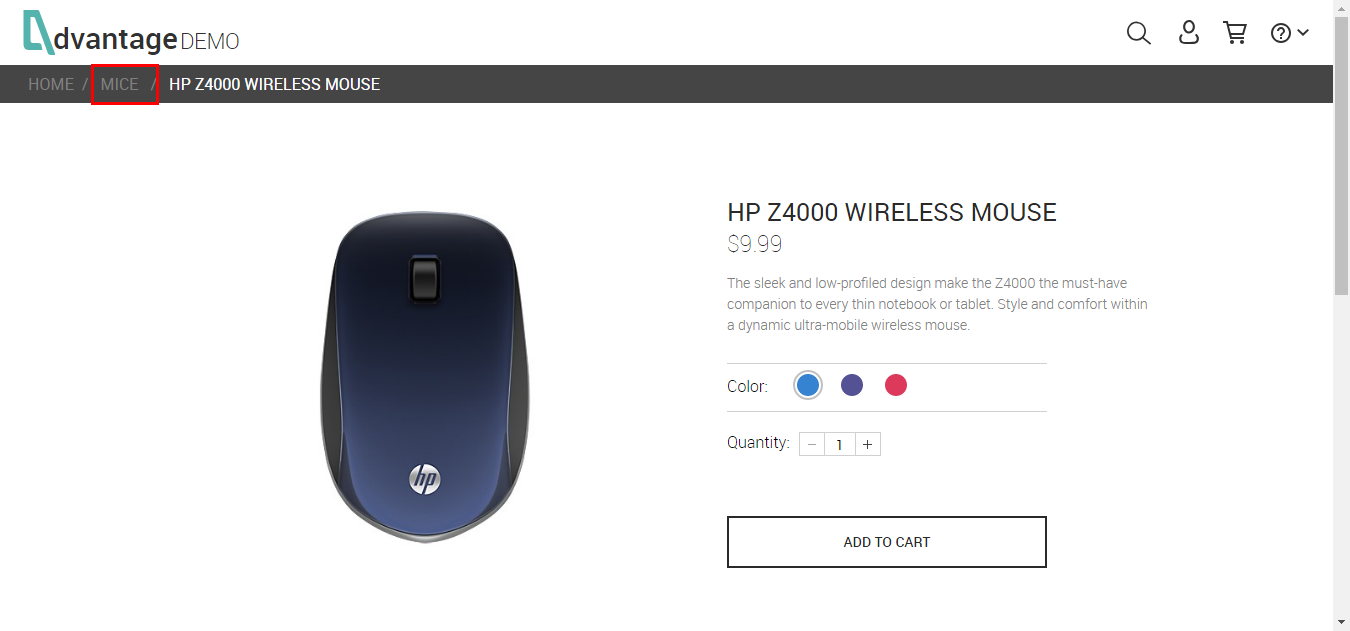 AdvantageDEMO
HOME / MICE / HP Z4000 WIRELESS MOUSE
HP Z4000 WIRELESS MOUSE
$9.99
The sleek and low-profiled design make the Z4000 the must-have
companion to every thin notebook or tablet. Style and comfort within
a dynamic ultra-mobile wireless mouse.
Color:
Quantity: − 1 +
hp
ADD TO CART